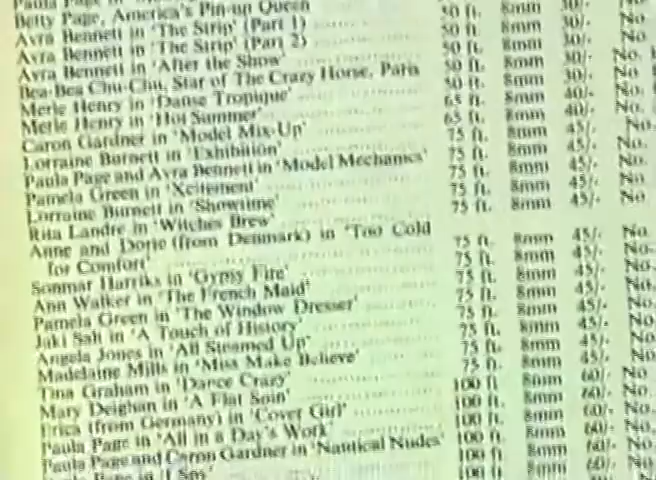 Betty Page, America's Pin-up Queen 50 ft. 8mm 30/- No
Avra Bennett in 'The Strip' (Part 1) 50 ft. 8mm 30/- No
Avra Bennett in 'The Strip' (Part 2) 50 ft. 8mm 30/- No
Avra Bennett in 'After the Show' 50 ft. 8mm 30/- No
Bea-Bea Chu-Chu, Star of The Crazy Horse, Paris 50 ft. 8mm 30/- No.
Merle Henry in 'Danse Tropique' 65 ft. 8mm 40/- No.
Merle Henry in 'Hot Summer' 65 ft. 8mm 40/- No.
Caron Gardner in 'Model Mix-Up' 75 ft. 8mm 45/- No.
Lorraine Burnett in 'Exhibition' 75 ft. 8mm 45/- No.
Paula Page and Avra Bennett in 'Model Mechanics' 75 ft. 8mm 45/- No.
Pamela Green in 'Xcitement' 75 ft. 8mm 45/- No.
Lorraine Burnett in 'Showtime' 75 ft. 8mm 45/- No
Rita Landre in 'Witches Brew'
Anne and Dorte (from Denmark) in 'Too Cold
for Comfort' 75 ft. 8mm 45/- No.
Sonmar Harriks in 'Gypsy Fire' 75 ft. 8mm 45/- No.
Ann Walker in 'The French Maid' 75 ft. 8mm 45/- No.
Pamela Green in 'The Window Dresser' 75 ft. 8mm 45/- No.
Juki Salt in 'A Touch of History' 75 ft. 8mm 45/- No.
Angela Jones in 'All Steamed Up' 75 ft. 8mm 45/- No.
Madelaine Mills in 'Miss Make Believe' 75 ft. 8mm 45/- No.
Tina Graham in 'Dance Crazy' 100 ft. 8mm 60/- No
Mary Deighan in 'A Flat Spin' 100 ft. 8mm 60/- No.
Erica (from Germany) in 'Cover Girl' 100 ft. 8mm 60/- No.
Paula Page in 'All in a Day's Work' 100 ft. 8mm 60/- No.
Paula Page and Caron Gardner in 'Nautical Nudes' 100 ft. 8mm 60/- No.
Page in 'I Spy' 100 ft. 8mm 60/- No.